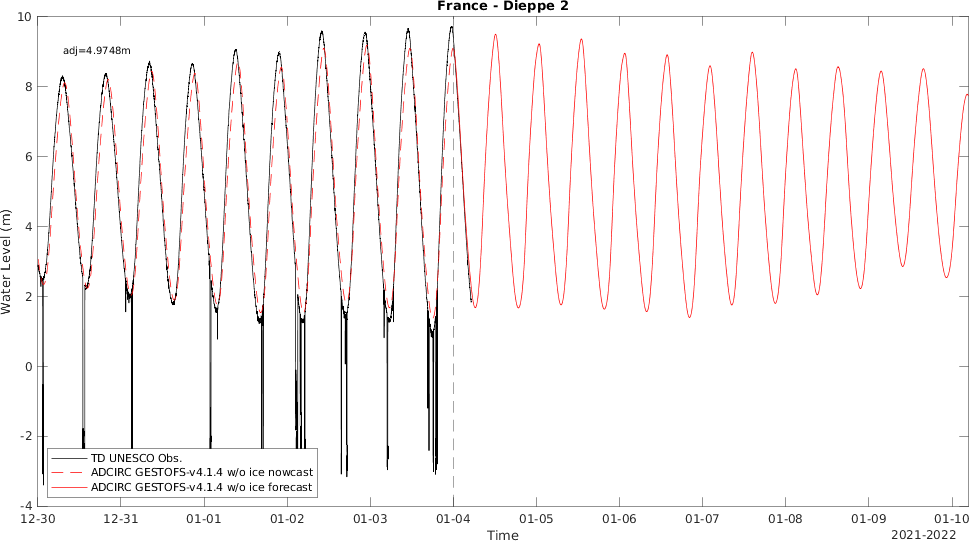 France - Dieppe 2
adj=4.9748m
10
8
6
4
2
0
-2
-4
Water Level (m)
TD UNESCO Obs.
ADCIRC GESTOFS-v4.1.4 w/o ice nowcast
ADCIRC GESTOFS-v4.1.4 w/o ice forecast
12-30 12-31 01-01 01-02 01-03 01-04 01-05 01-06 01-07 01-08 01-09 01-10
Time
2021-2022